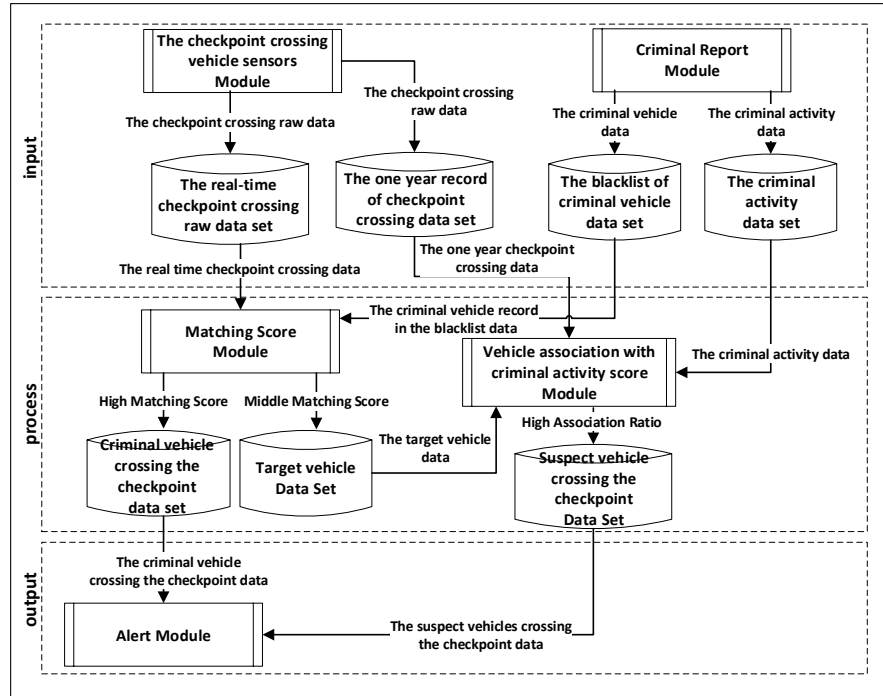 input
The checkpoint crossing
vehicle sensors
Module
Criminal Report
Module
The checkpoint crossing raw data
The checkpoint crossing
raw data
The criminal vehicle
data
The criminal activity
data
The real-time
checkpoint crossing
raw data set
The one year record
of checkpoint
crossing data set
The blacklist of
criminal vehicle
data set
The criminal
activity
data set
The real time checkpoint crossing data
The one year checkpoint
crossing data
process
Matching Score
Module
The criminal vehicle record
in the blacklist data
Vehicle association with
criminal activity score
Module
The criminal activity data
High Matching Score
Middle Matching Score
High Association Ratio
Criminal vehicle
crossing the
checkpoint
data set
Target vehicle
Data Set
The target vehicle
data
Suspect vehicle
crossing the
checkpoint
Data Set
output
The criminal vehicle
crossing the checkpoint data
Alert Module
The suspect vehicles crossing
the checkpoint data